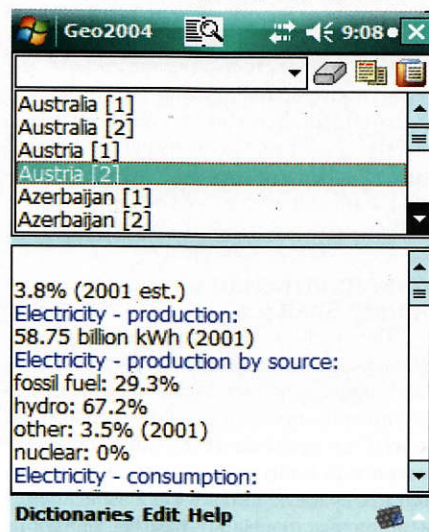 Geo2004 9:08
Australia [1]
Australia [2]
Austria [1]
Austria [2]
Azerbaijan [1]
Azerbaijan [2]
3.8% (2001 est.)
Electricity - production:
58.75 billion kWh (2001)
Electricity - production by source:
fossil fuel: 29.3%
hydro: 67.2%
other: 3.5% (2001)
nuclear: 0%
Electricity - consumption:
Dictionaries Edit Help